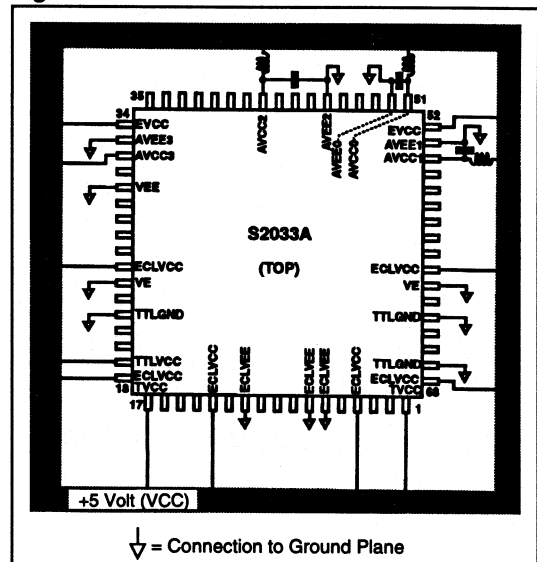 35
51
34
52
EVCC
AVEE3
AVCC3
VEE
AVCC2
AVEE2
AVEE0
AVCC0
EVCC
AVEE1
AVCC1
S2033A
(TOP)
ECLVCC
VE
TTLGND
ECLVCC
VE
TTLGND
TTLVCC
ECLVCC
18
TVCC
TTLGND
ECLVCC
68
TVCC
ECLVCC
ECLVEE
ECLVEE
ECLVEE
ECLVCC
17
1
+5 Volt (VCC)
= Connection to Ground Plane